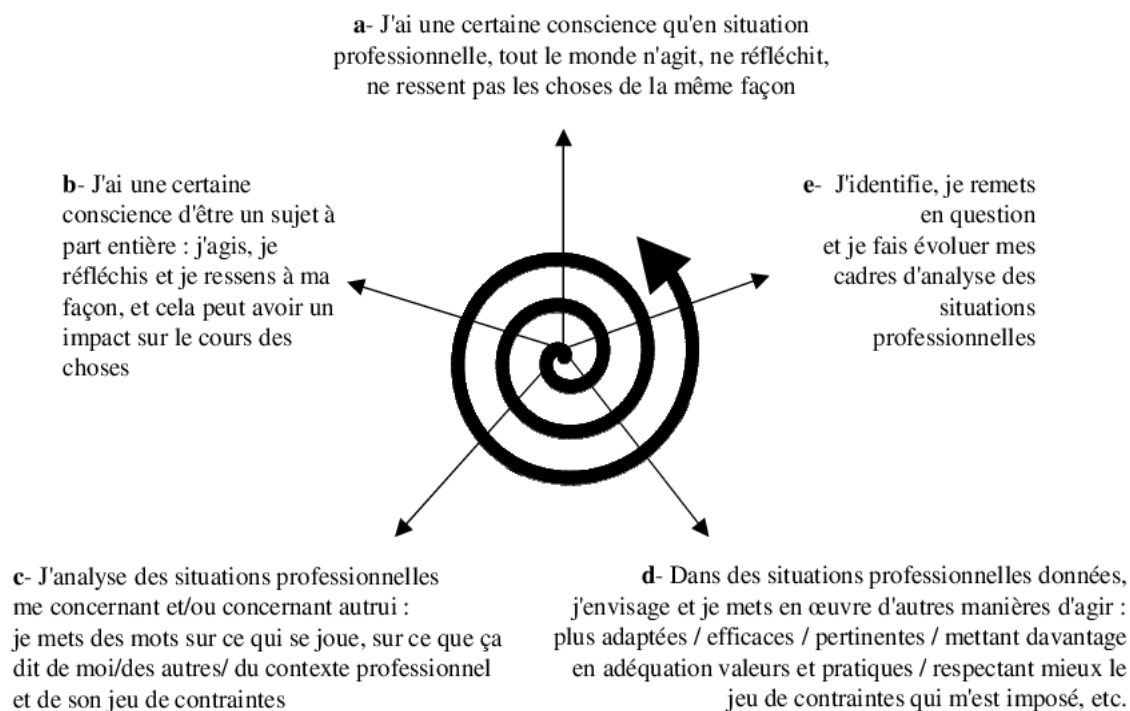 a- J'ai une certaine conscience qu'en situation
professionnelle, tout le monde n'agit, ne réfléchit,
ne ressent pas les choses de la même façon
b- J'ai une certaine
conscience d'être un sujet à
part entière : j'agis, je
réfléchis et je ressens à ma
façon, et cela peut avoir un
impact sur le cours des
choses
e- J'identifie, je remets
en question
et je fais évoluer mes
cadres d'analyse des
situations
professionnelles
c- J'analyse des situations professionnelles
me concernant et/ou concernant autrui :
je mets des mots sur ce qui se joue, sur ce que ça
dit de moi/des autres/ du contexte professionnel
et de son jeu de contraintes
d- Dans des situations professionnelles données,
j'envisage et je mets en œuvre d'autres manières d'agir :
plus adaptées / efficaces / pertinentes / mettant davantage
en adéquation valeurs et pratiques / respectant mieux le
jeu de contraintes qui m'est imposé, etc.